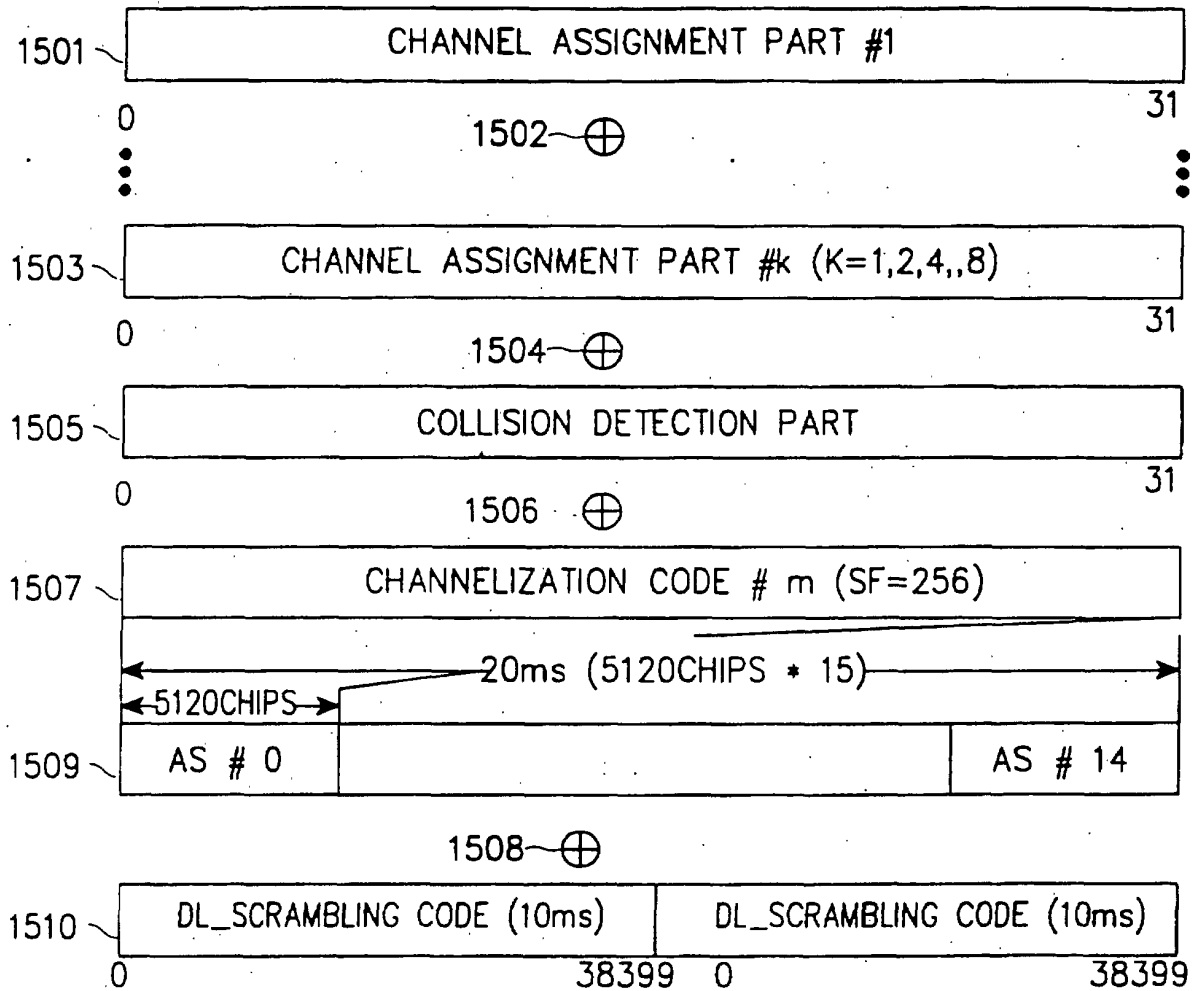 1501 CHANNEL ASSIGNMENT PART #1
0 31
1502
1503 CHANNEL ASSIGNMENT PART #k (K=1,2,4,,8)
0 31
1504
1505 COLLISION DETECTION PART
0 31
1506
1507 CHANNELIZATION CODE # m (SF=256)
20ms (5120CHIPS * 15)
5120CHIPS
1509 AS # 0 AS # 14
1508
1510 DL_SCRAMBLING CODE (10ms) DL_SCRAMBLING CODE (10ms)
0 38399 0 38399